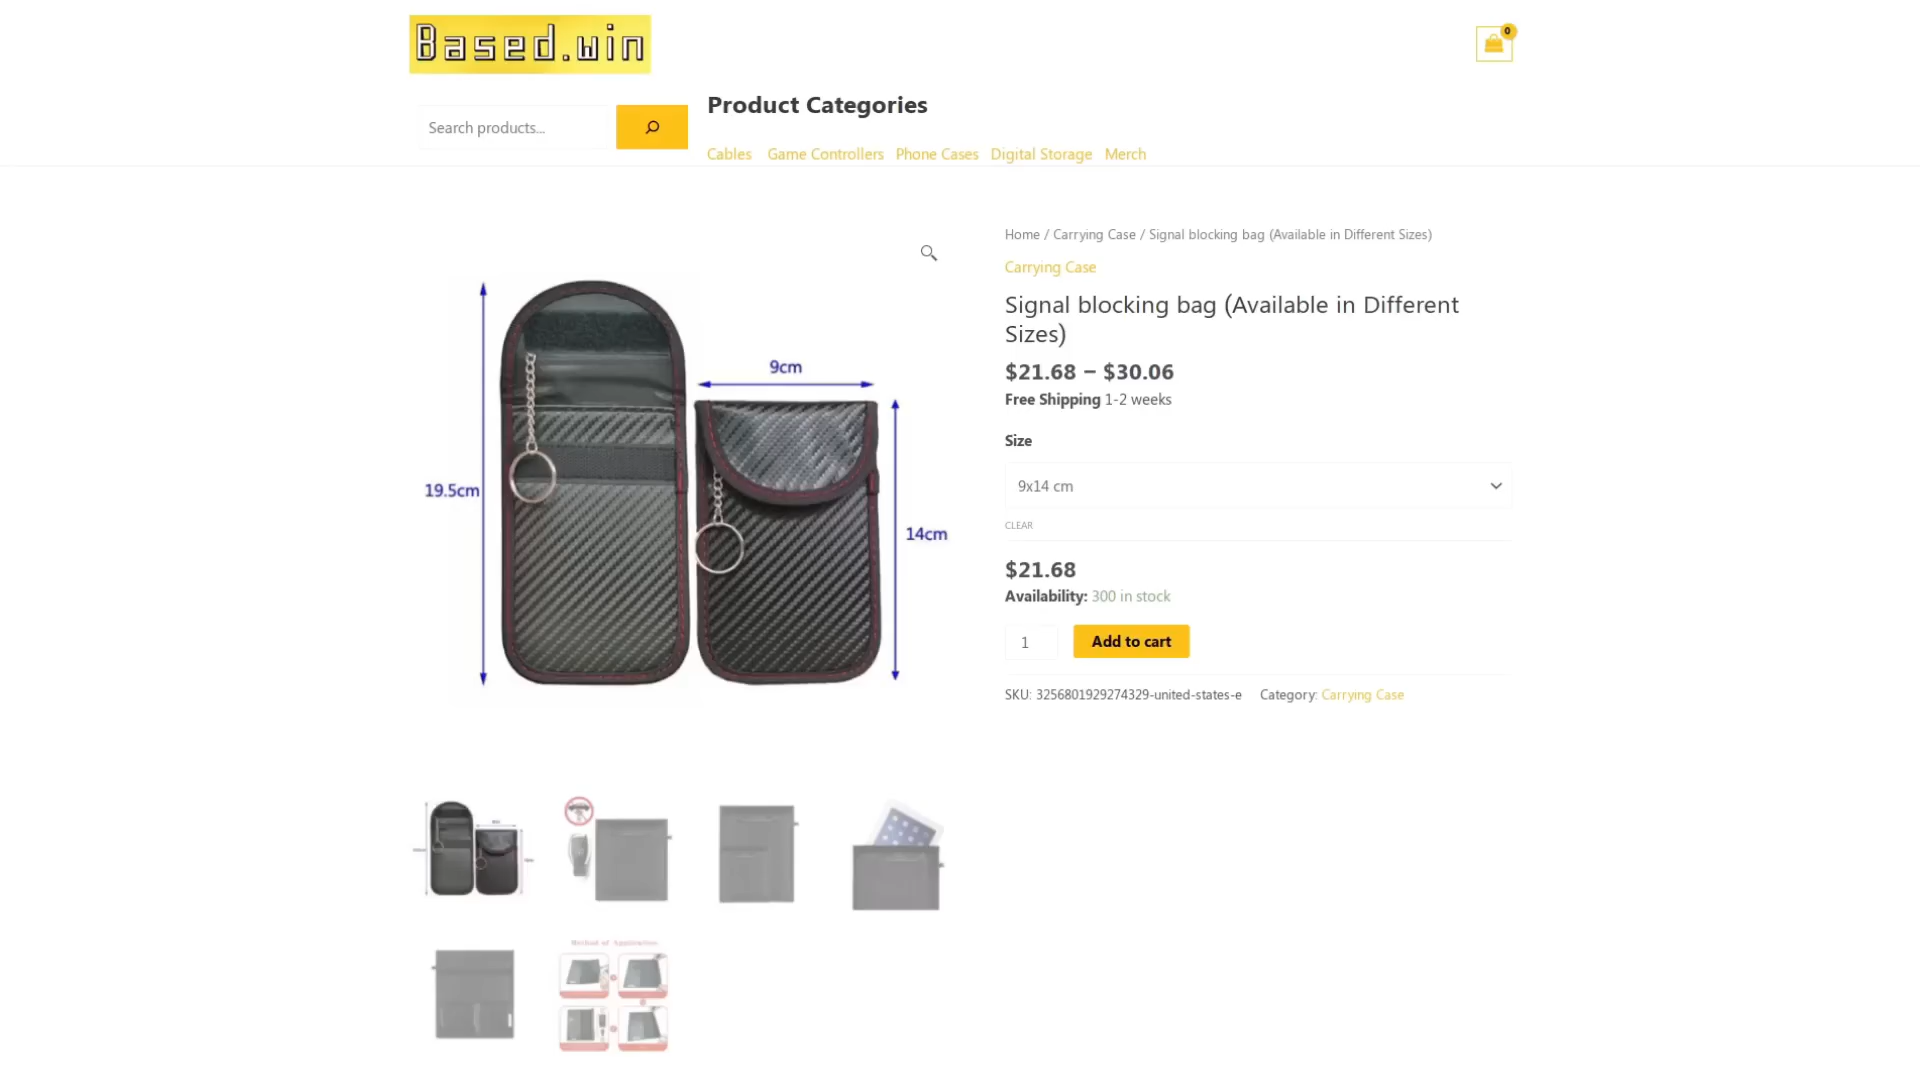 Based.win
0
Search products...
Product Categories
Cables Game Controllers Phone Cases Digital Storage Merch
Home / Carrying Case / Signal blocking bag (Available in Different Sizes)
Carrying Case
Signal blocking bag (Available in Different
Sizes)
$21.68 – $30.06
Free Shipping 1-2 weeks
Size
9x14 cm
CLEAR
$21.68
Availability: 300 in stock
1
Add to cart
SKU: 3256801929274329-united-states-e Category: Carrying Case
9cm
19.5cm
14cm
Method of Application